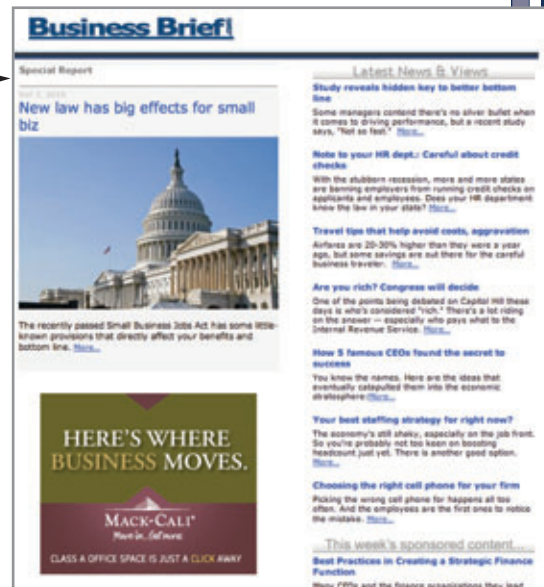 Business Brief
Special Report
New law has big effects for small
biz
The recently passed Small Business Jobs Act has some little-
known provisions that directly affect your benefits and
bottom line. More...
HERE'S WHERE
BUSINESS MOVES.
MACK-CALI
Move in. Get more
CLASS A OFFICE SPACE IS JUST A CLICK AWAY
Latest News & Views
Study reveals hidden key to better bottom
line
Some managers contend there's no silver bullet when
it comes to driving performance, but a recent study
says, "Not so fast." More...
Note to your HR dept.: Careful about credit
checks
With the stubborn recession, more and more states
are banning employers from running credit checks on
applicants and employees. Does your HR department
know the law in your state? More...
Travel tips that help avoid costs, aggravation
Airfares are 20-30% higher than they were a year
ago, but some savings are out there for the careful
business traveler. More...
Are you rich? Congress will decide
One of the points being debated on Capitol Hill these
days is who's considered "rich." There's a lot riding
on the answer — especially who pays what to the
Internal Revenue Service. More...
How 5 famous CEOs found the secret to
success
You know the names. Here are the ideas that
eventually catapulted them into the economic
stratosphere. More...
Your best staffing strategy for right now?
The economy's still shaky, especially on the job front.
So you're probably not too keen on boosting
headcount just yet. There is another good option.
More...
Choosing the right cell phone for your firm
Picking the wrong cell phone for happens all too
often. And the employees are the first ones to notice
the mistake. More...
This week's sponsored content...
Best Practices in Creating a Strategic Finance
Function
Many CFOs and the finance organizations they lead